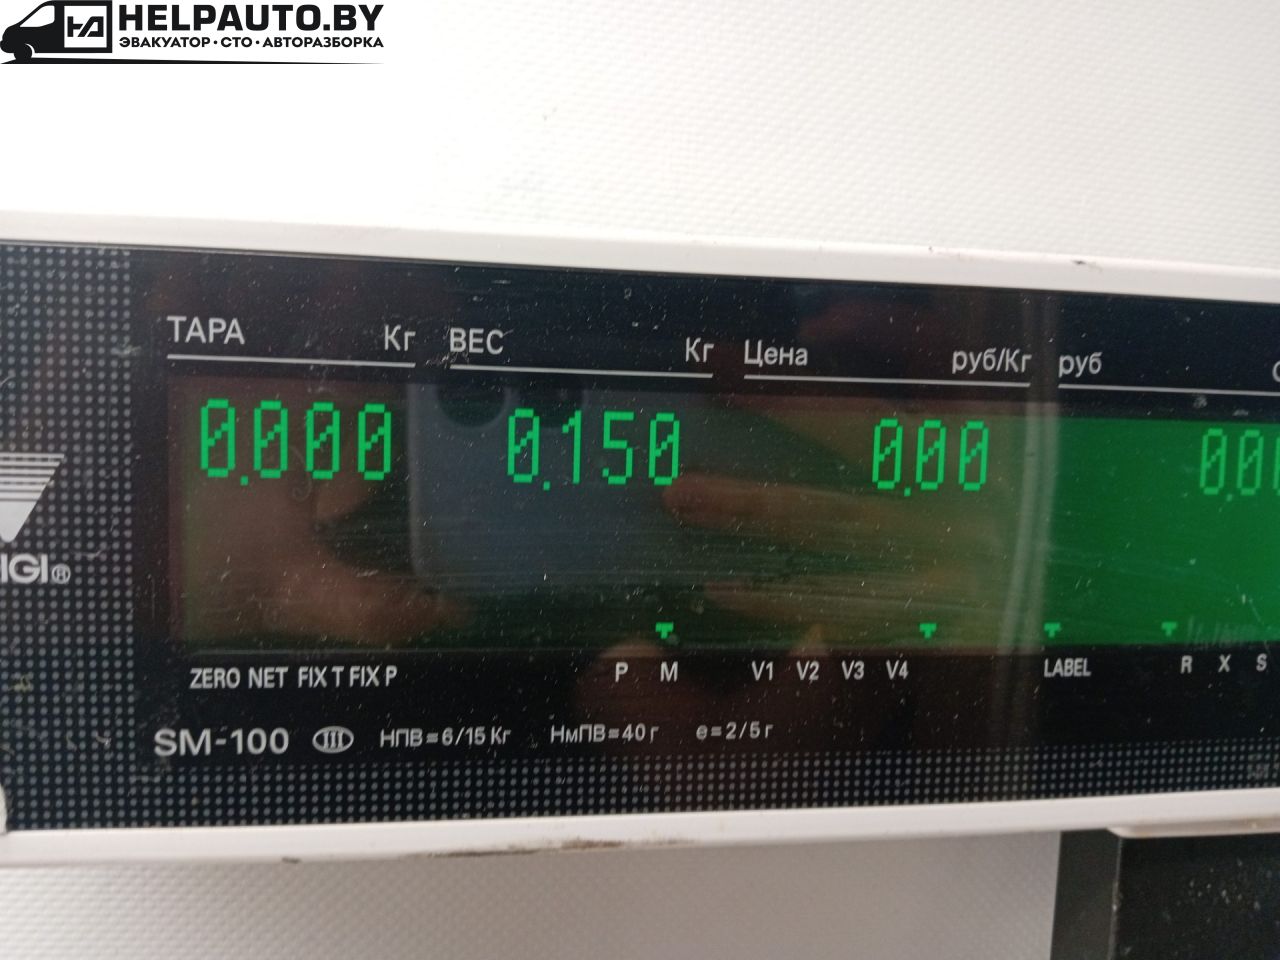 HELPAUTO.BY
ЭВАКУАТОР • СТО • АВТОРАЗБОРКА
ТАРА Кг ВЕС Кг Цена руб/Кг руб
0.000 0.150 0.00
ZERO NET FIX T FIX P P M V1 V2 V3 V4 LABEL R X S
IGI®
SM-100 III НПВ=6/15 Кг НмПВ=40 г е=2/5 г